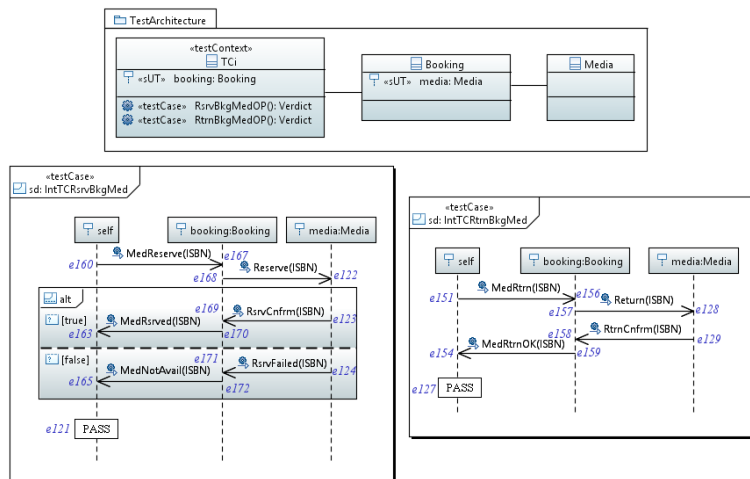 TestArchitecture
«testContext»
TCi
«sUT» booking: Booking
«testCase» RsrvBkgMedOP(): Verdict
«testCase» RtrnBkgMedOP(): Verdict
Booking
«sUT» media: Media
Media
«testCase»
sd: IntTCRsrvBkgMed
self
booking:Booking
media:Media
MedReserve(ISBN)
e160
e167
Reserve(ISBN)
e168
e122
alt
[true]
MedRsrved(ISBN)
e163
e169
RsrvCnfrm(ISBN)
e123
e170
[false]
MedNotAvail(ISBN)
e165
e171
RsrvFailed(ISBN)
e124
e172
e121
PASS
«testCase»
sd: IntTCRtrnBkgMed
self
booking:Booking
media:Media
MedRtrn(ISBN)
e151
e156
Return(ISBN)
e157
e128
e158
RtrnCnfrm(ISBN)
e129
MedRtrnOK(ISBN)
e154
e159
e127
PASS